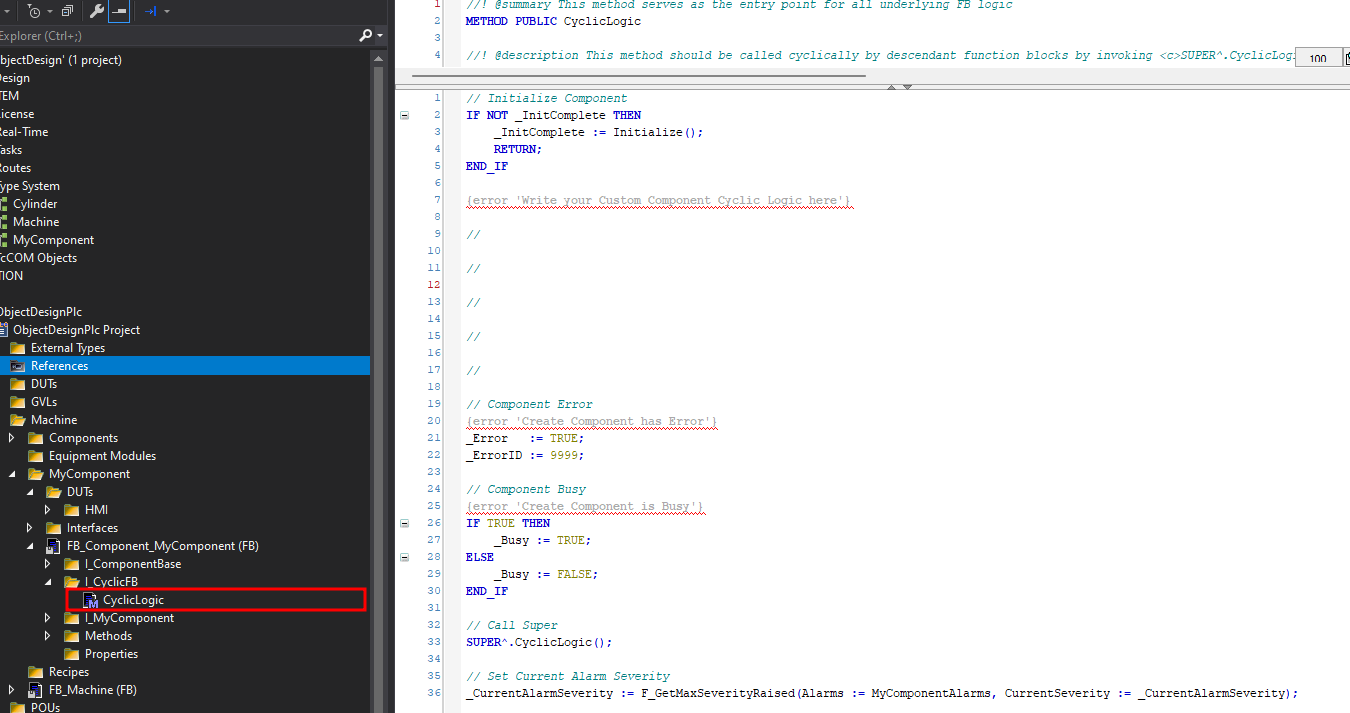 Explorer (Ctrl+;)
bjectDesign' (1 project)
Design
TEM
License
Real-Time
Tasks
Routes
Type System
Cylinder
Machine
MyComponent
TcCOM Objects
TION
ObjectDesignPlc
ObjectDesignPlc Project
External Types
References
DUTs
GVLs
Machine
Components
Equipment Modules
MyComponent
DUTs
HMI
Interfaces
FB_Component_MyComponent (FB)
I_ComponentBase
I_CyclicFB
CyclicLogic
I_MyComponent
Methods
Properties
Recipes
FB_Machine (FB)
POUs
1 //! @summary This method serves as the entry point for all underlying FB logic
2 METHOD PUBLIC CyclicLogic
3
4 //! @description This method should be called cyclically by descendant function blocks by invoking <c>SUPER^.CyclicLogi
100
1 // Initialize Component
2 IF NOT _InitComplete THEN
3 _InitComplete := Initialize();
4 RETURN;
5 END_IF
6
7 {error 'Write your Custom Component Cyclic Logic here'}
8
9 //
10
11 //
12
13 //
14
15 //
16
17 //
18
19 // Component Error
20 {error 'Create Component has Error'}
21 _Error := TRUE;
22 _ErrorID := 9999;
23
24 // Component Busy
25 {error 'Create Component is Busy'}
26 IF TRUE THEN
27 _Busy := TRUE;
28 ELSE
29 _Busy := FALSE;
30 END_IF
31
32 // Call Super
33 SUPER^.CyclicLogic();
34
35 // Set Current Alarm Severity
36 _CurrentAlarmSeverity := F_GetMaxSeverityRaised(Alarms := MyComponentAlarms, CurrentSeverity := _CurrentAlarmSeverity);